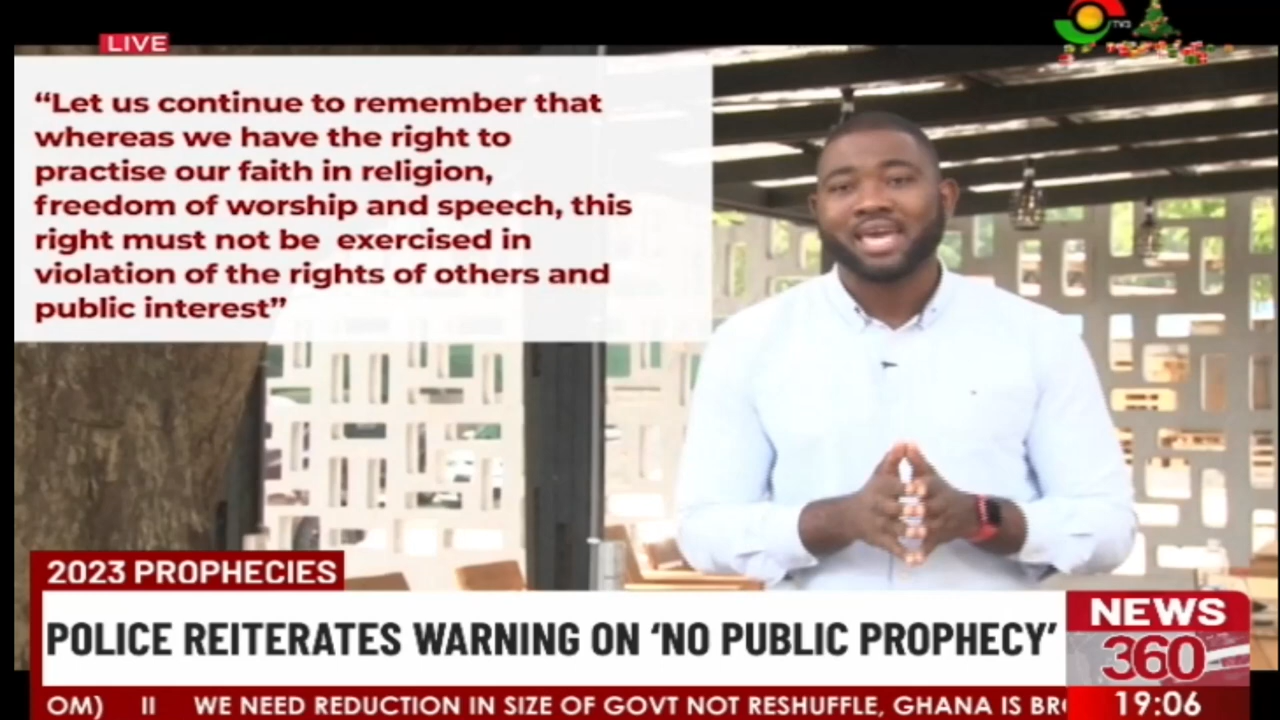 LIVE
TV3
“Let us continue to remember that
whereas we have the right to
practise our faith in religion,
freedom of worship and speech, this
right must not be exercised in
violation of the rights of others and
public interest”
2023 PROPHECIES
POLICE REITERATES WARNING ON ‘NO PUBLIC PROPHECY’
NEWS
360
OM) II WE NEED REDUCTION IN SIZE OF GOVT NOT RESHUFFLE, GHANA IS
19:06